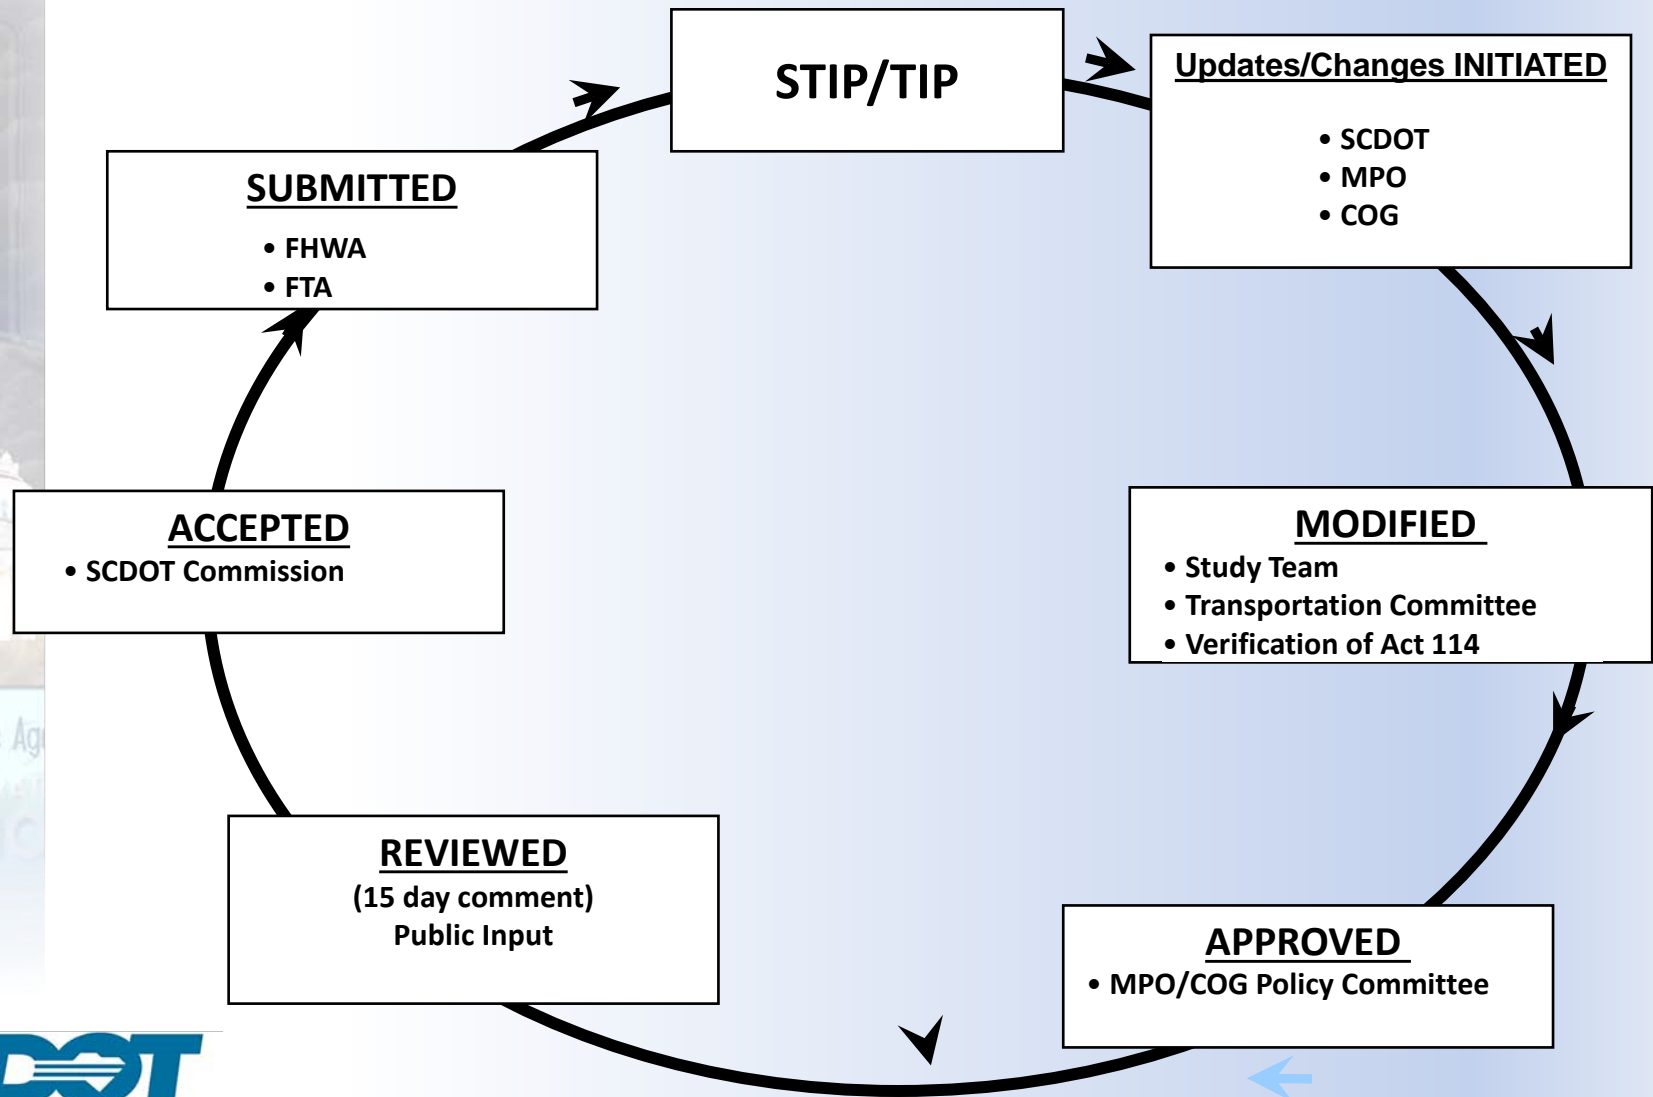 STIP/TIP
Updates/Changes INITIATED
• SCDOT
• MPO
• COG
MODIFIED
• Study Team
• Transportation Committee
• Verification of Act 114
APPROVED
• MPO/COG Policy Committee
REVIEWED
(15 day comment)
Public Input
ACCEPTED
• SCDOT Commission
SUBMITTED
• FHWA
• FTA
DOT